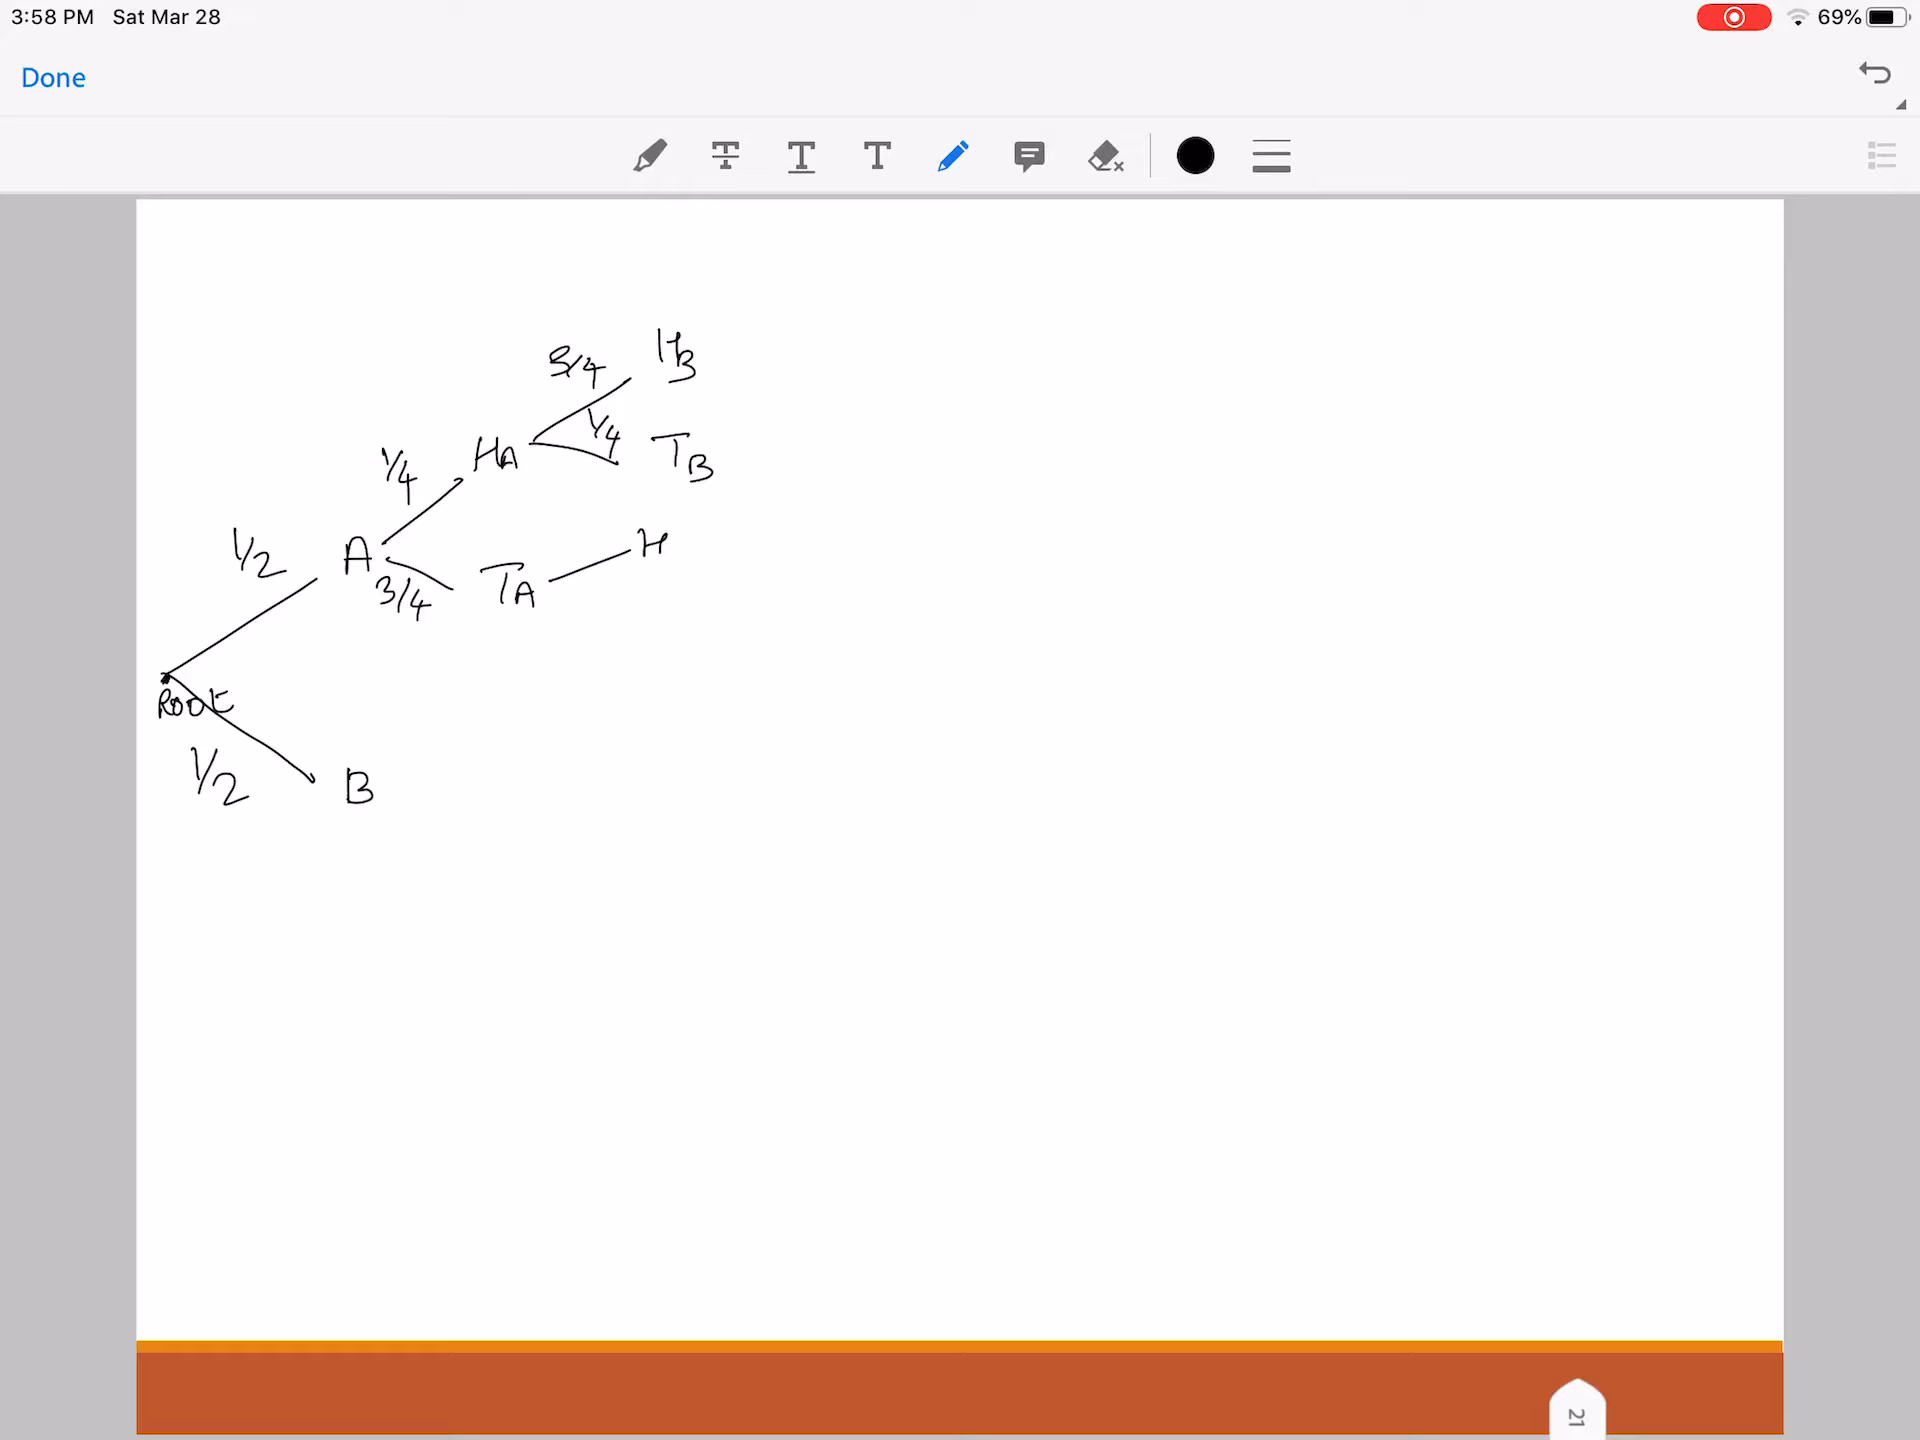 3:58 PM Sat Mar 28
69%
Done
T T T
3/4 HB
1/4 TB
1/4 HA
1/2 A
3/4 TA H
Root
1/2 B
21